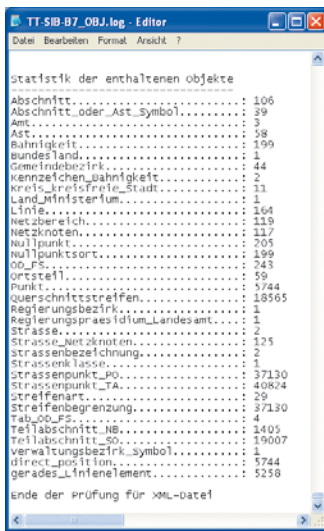 TT-SIB-B7_OBJ.log - Editor
Datei Bearbeiten Format Ansicht ?
Statistik der enthaltenen Objekte
---------------------------------
Abschnitt......................: 106
Abschnitt_oder_Ast_Symbol......: 39
Amt............................: 3
Ast............................: 58
Bahnigkeit.....................: 199
Bundesland.....................: 1
Gemeindebezirk.................: 44
Kennzeichen_Bahnigkeit.........: 2
Kreis_kreisfreie_Stadt.........: 11
Land_Ministerium...............: 1
Linie..........................: 164
Netzbereich....................: 119
Netzknoten.....................: 117
Nullpunkt......................: 205
Nullpunktsort..................: 199
OD_FS..........................: 243
Ortsteil.......................: 59
Punkt..........................: 5744
Querschnittstreifen............: 18565
Regierungsbezirk...............: 1
Regierungspraesidium_Landesamt.: 1
Strasse........................: 2
Strasse_Netzknoten.............: 125
Strassenbezeichnung............: 2
Strassenklasse.................: 1
Strassenpunkt_PO...............: 37130
Strassenpunkt_TA...............: 40824
Streifenart....................: 29
Streifenbegrenzung.............: 37130
Tab_OD_FS......................: 4
Teilabschnitt_NB...............: 1405
Teilabschnitt_SO...............: 19007
Verwaltungsbezirk_Symbol.......: 1
direct_position................: 5744
gerades_Linienelement..........: 5258
Ende der Prüfung für XML-Datei